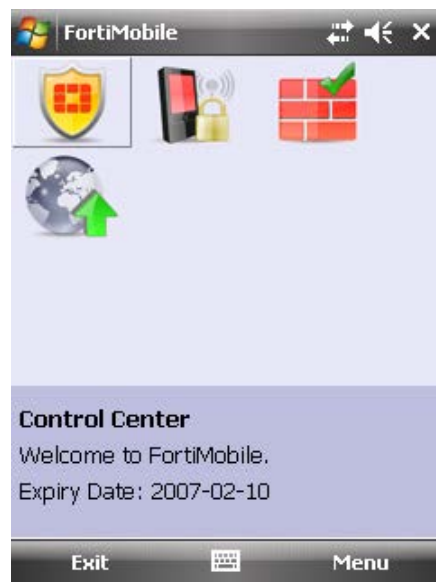 FortiMobile
Control Center
Welcome to FortiMobile.
Expiry Date: 2007-02-10
Exit
Menu